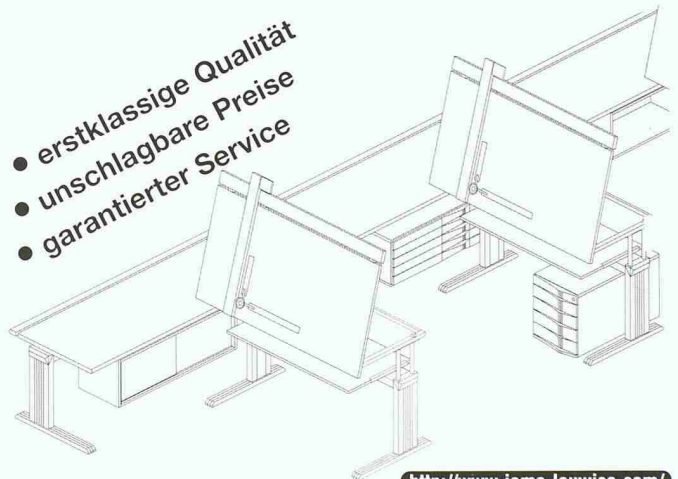 • erstklassige Qualität
• unschlagbare Preise
• garantierter Service